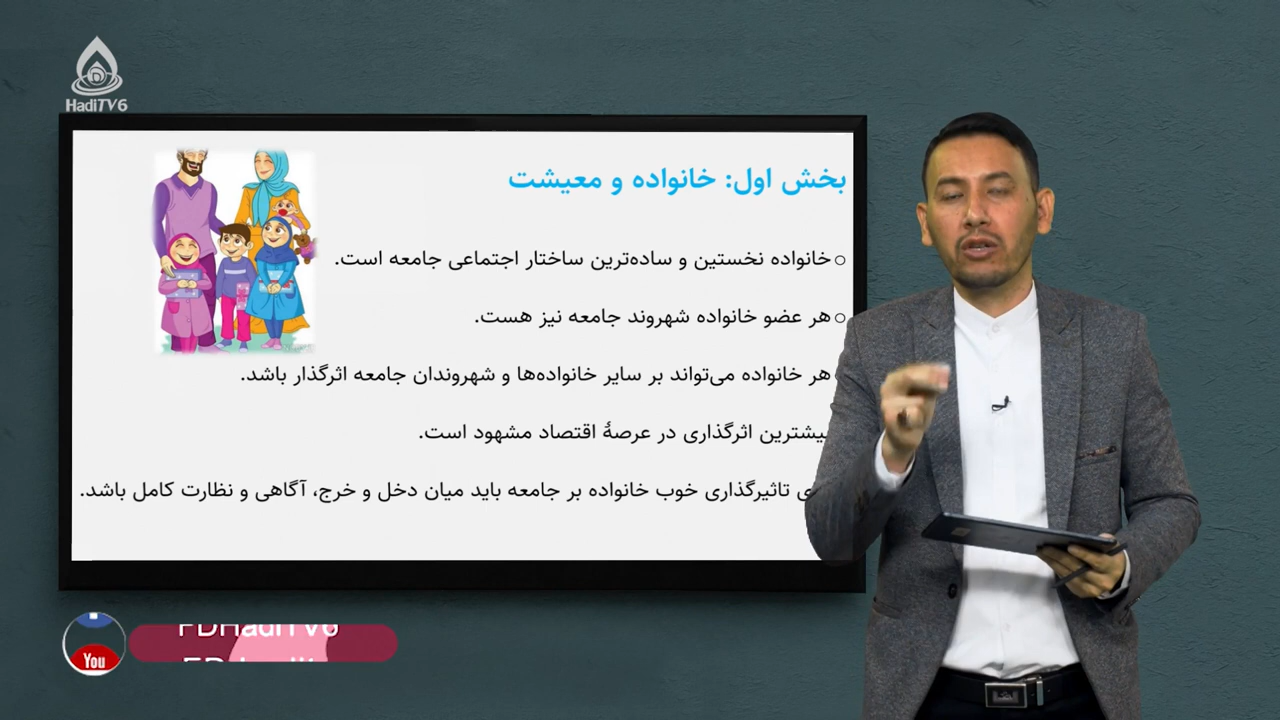 HadiTV6
بخش اول: خانواده و معیشت
خانواده نخستین و ساده‌ترین ساختار اجتماعی جامعه است.
هر عضو خانواده شهروند جامعه نیز هست.
هر خانواده می‌تواند بر سایر خانواده‌ها و شهروندان جامعه اثرگذار باشد.
بیشترین اثرگذاری در عرصهٔ اقتصاد مشهود است.
تاثیرگذاری خوب خانواده بر جامعه باید میان دخل و خرج، آگاهی و نظارت کامل باشد.
You
FDHadiTV6